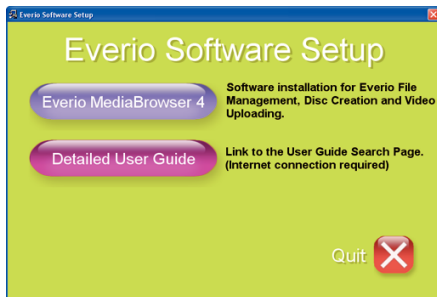 Everio Software Setup
Everio Software Setup
Everio MediaBrowser 4
Software installation for Everio File
Management, Disc Creation and Video
Uploading.
Detailed User Guide
Link to the User Guide Search Page.
(Internet connection required)
Quit